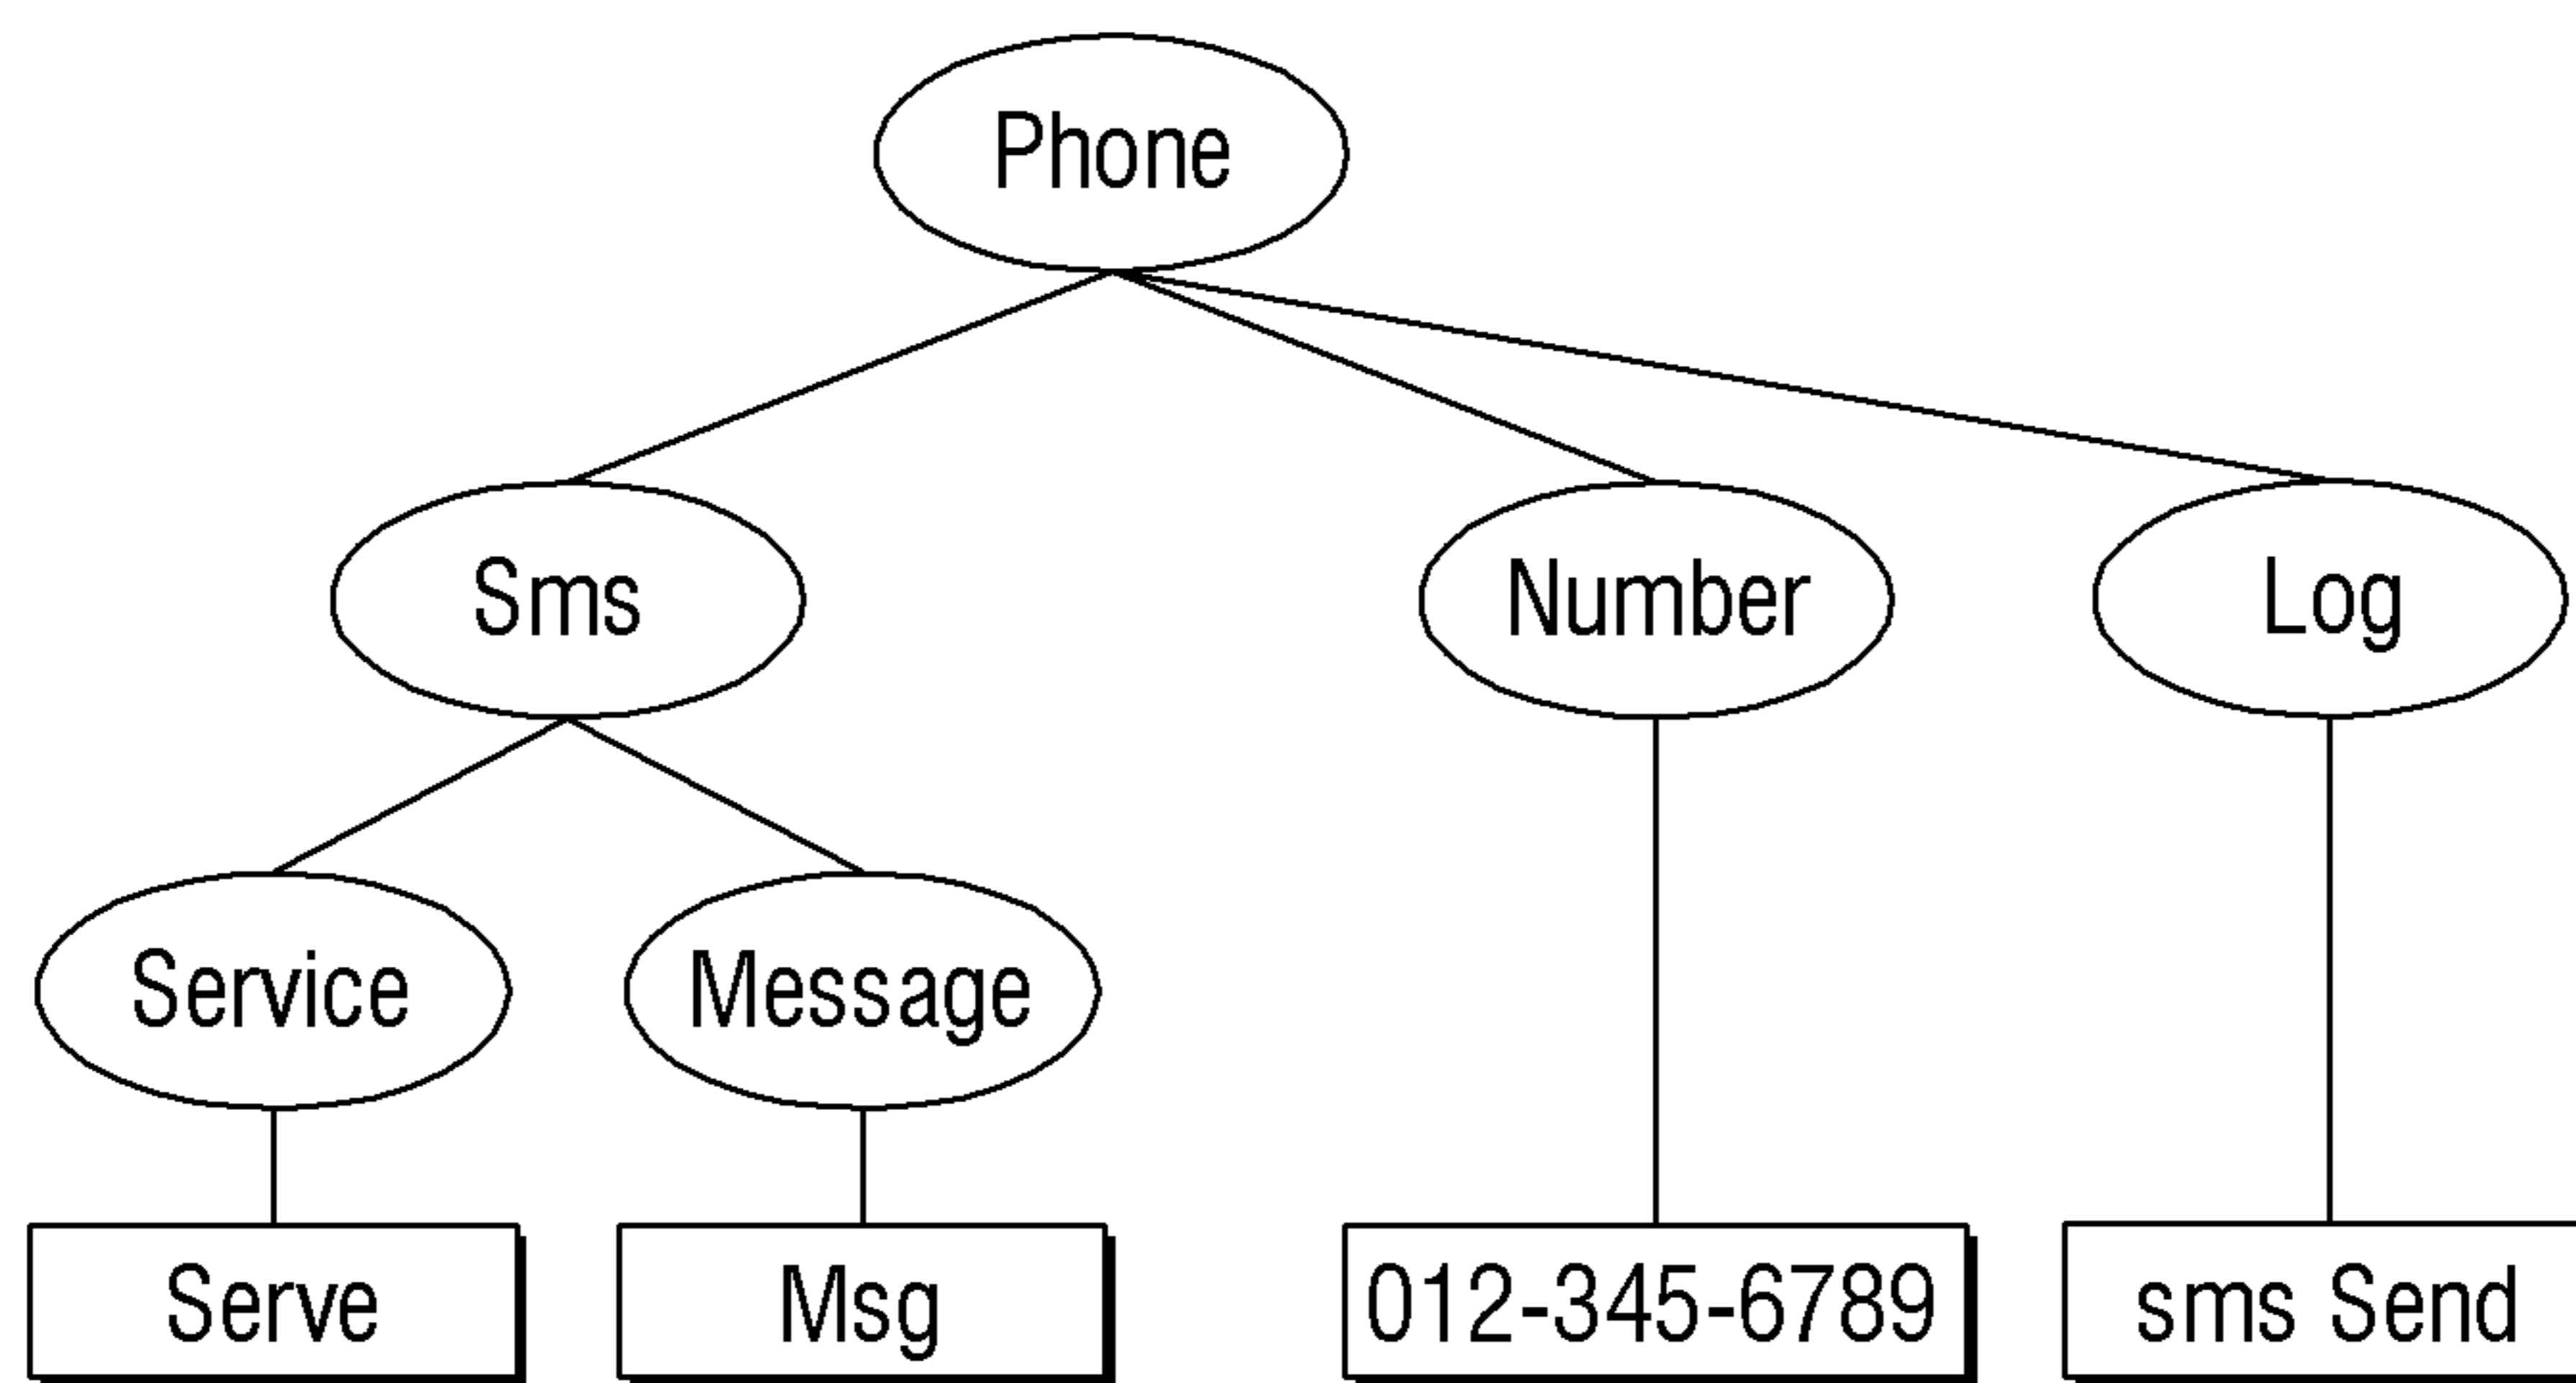 Phone
Sms
Number
Log
Service
Message
Serve
Msg
012-345-6789
sms Send